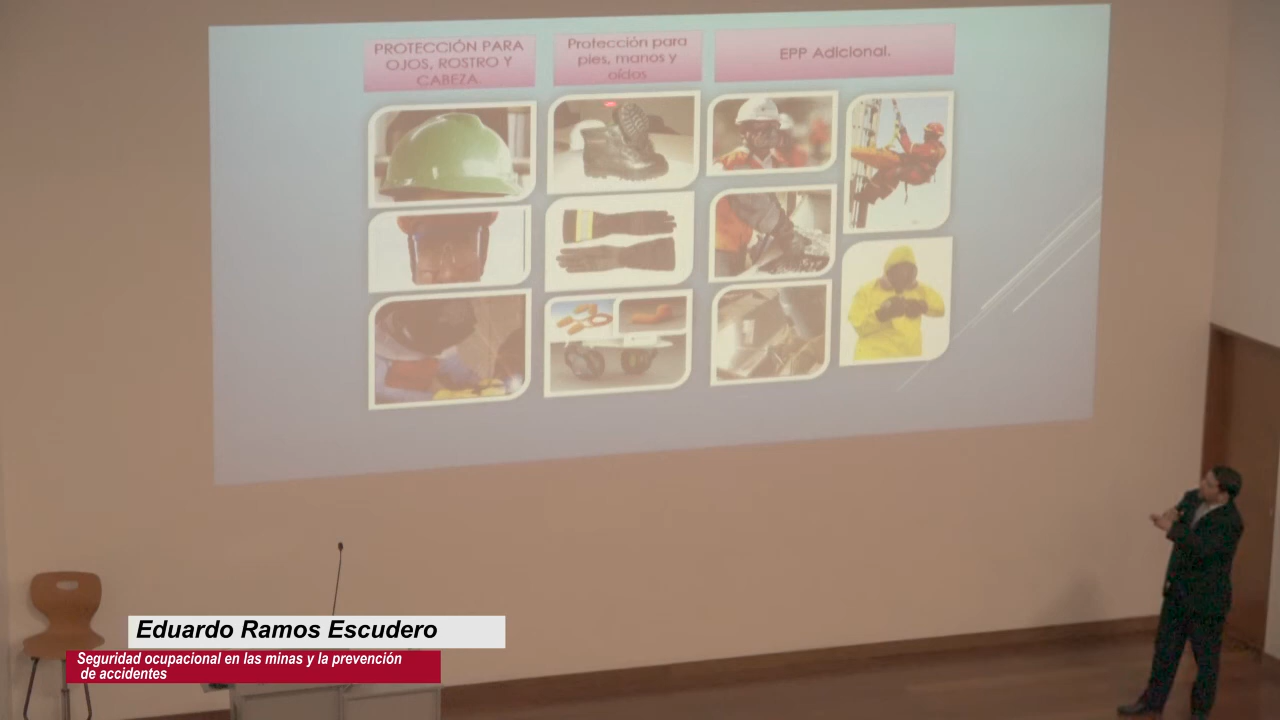 PROTECCIÓN PARA
OJOS, ROSTRO Y
CABEZA.
Protección para
pies, manos y
oídos
EPP Adicional.
Eduardo Ramos Escudero
Seguridad ocupacional en las minas y la prevención
de accidentes